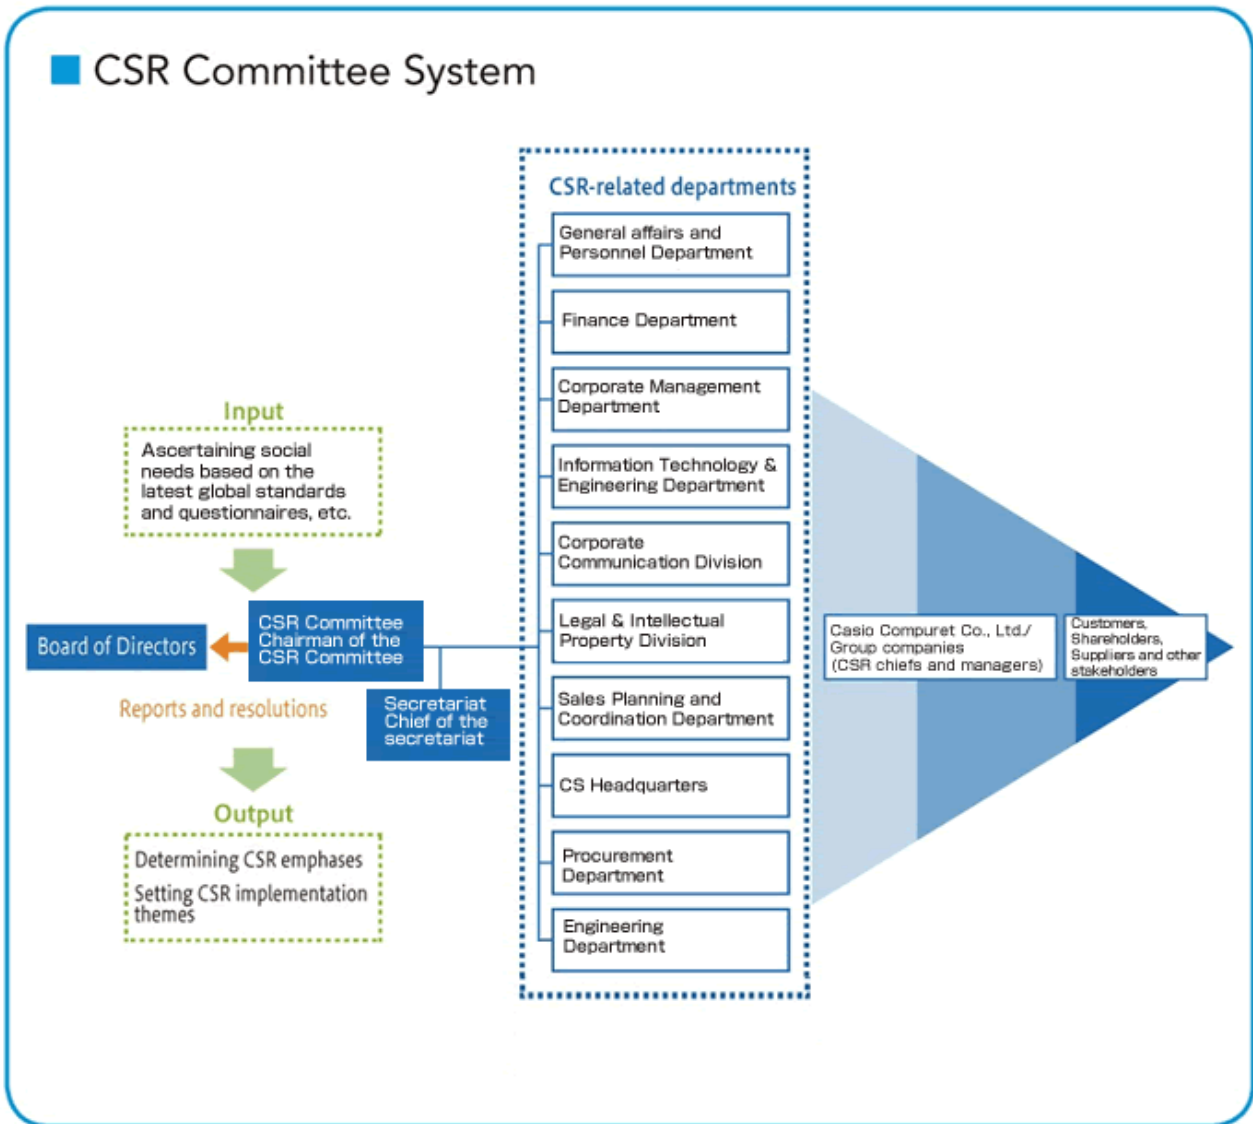 CSR Committee System
CSR-related departments
General affairs and
Personnel Department
Finance Department
Corporate Management
Department
Information Technology &
Engineering Department
Corporate
Communication Division
Legal & Intellectual
Property Division
Sales Planning and
Coordination Department
CS Headquarters
Procurement
Department
Engineering
Department
Input
Ascertaining social
needs based on the
latest global standards
and questionnaires, etc.
Board of Directors
CSR Committee
Chairman of the
CSR Committee
Reports and resolutions
Secretariat
Chief of the
secretariat
Output
Determining CSR emphases
Setting CSR implementation
themes
Casio Compuret Co., Ltd./
Group companies
(CSR chiefs and managers)
Customers,
Shareholders,
Suppliers and other
stakeholders